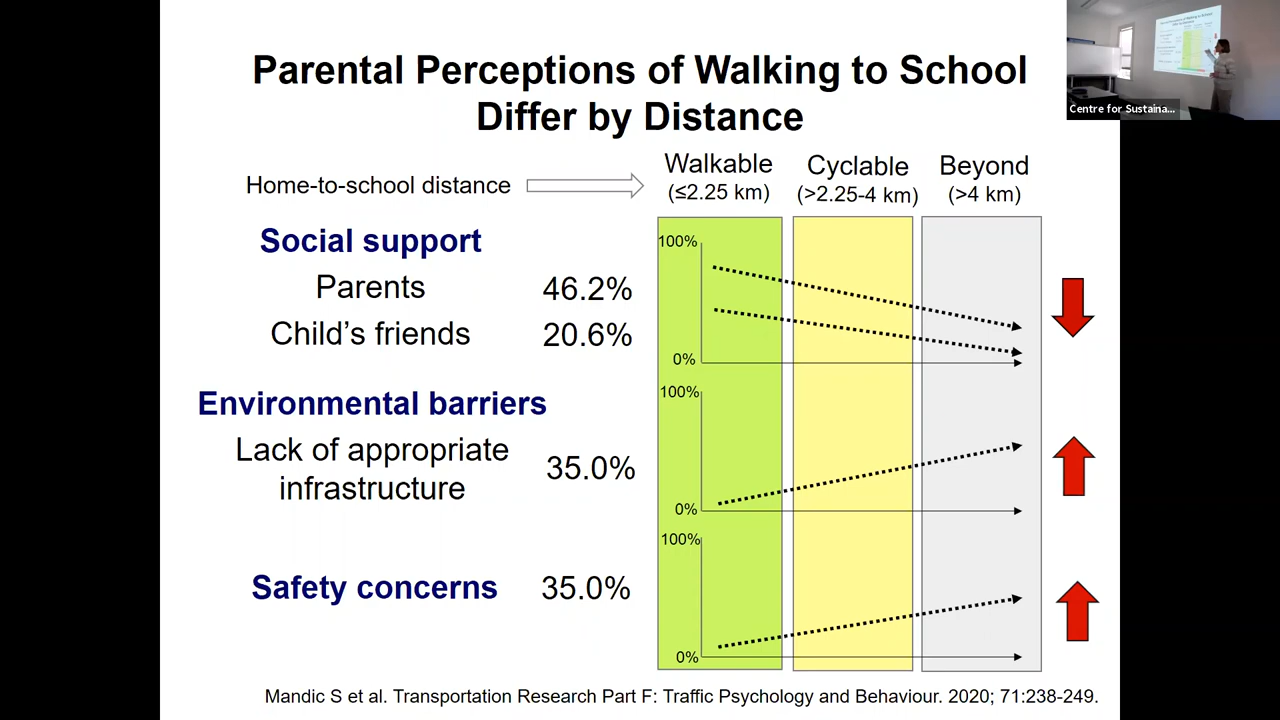 Parental Perceptions of Walking to School
Differ by Distance
Centre for Sustaina...
Home-to-school distance
Walkable
(≤2.25 km)
Cyclable
(>2.25-4 km)
Beyond
(>4 km)
Social support
Parents 46.2%
Child's friends 20.6%
100%
0%
Environmental barriers
Lack of appropriate
infrastructure
35.0%
100%
0%
Safety concerns 35.0%
100%
0%
Mandic S et al. Transportation Research Part F: Traffic Psychology and Behaviour. 2020; 71:238-249.